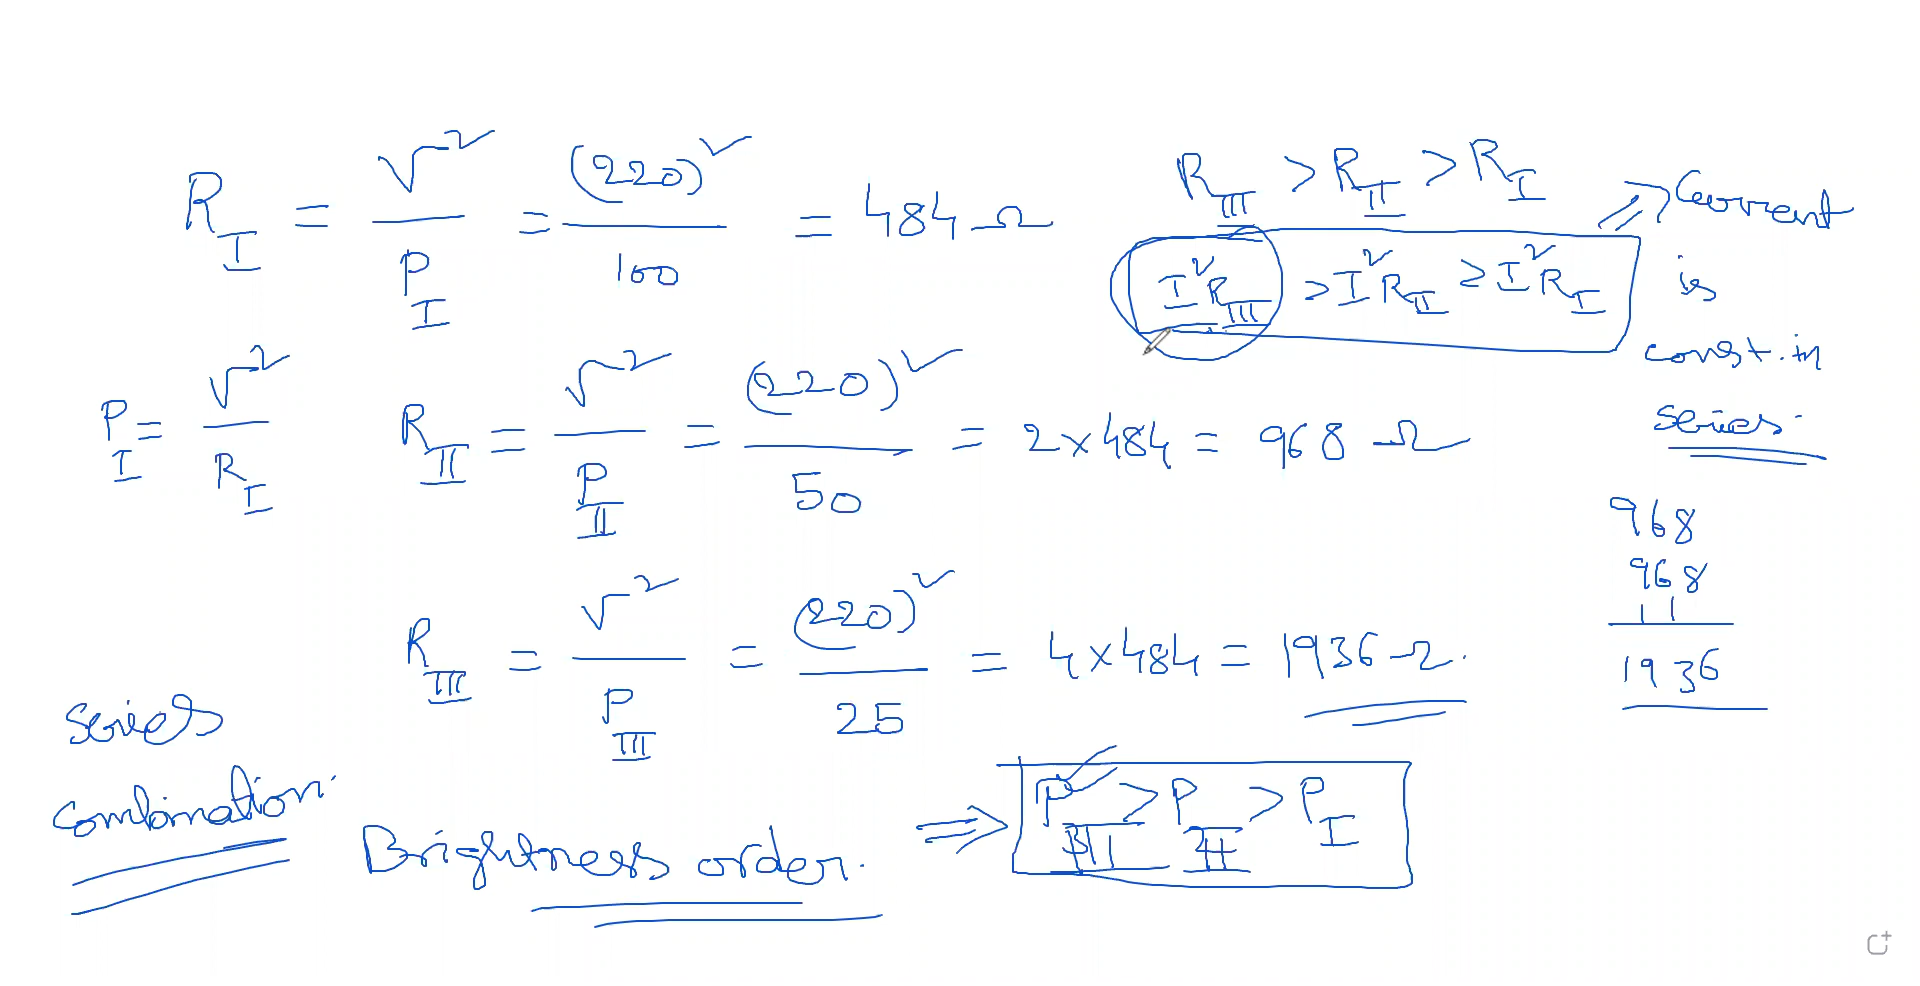 R_I = V²/P_I = (220)²/100 = 484 Ω
R_III > R_II > R_I
I²R_III > I²R_II ≥ I²R_I
⇒ Current
is
const. in
series.
P_I = V²/R_I
R_II = V²/P_II = (220)²/50 = 2 × 484 = 968 Ω
R_III = V²/P_III = (220)²/25 = 4 × 484 = 1936 Ω.
968
968
1 1
1936
Series
Combination.
Brightness order. ⇒ P_III > P_II > P_I